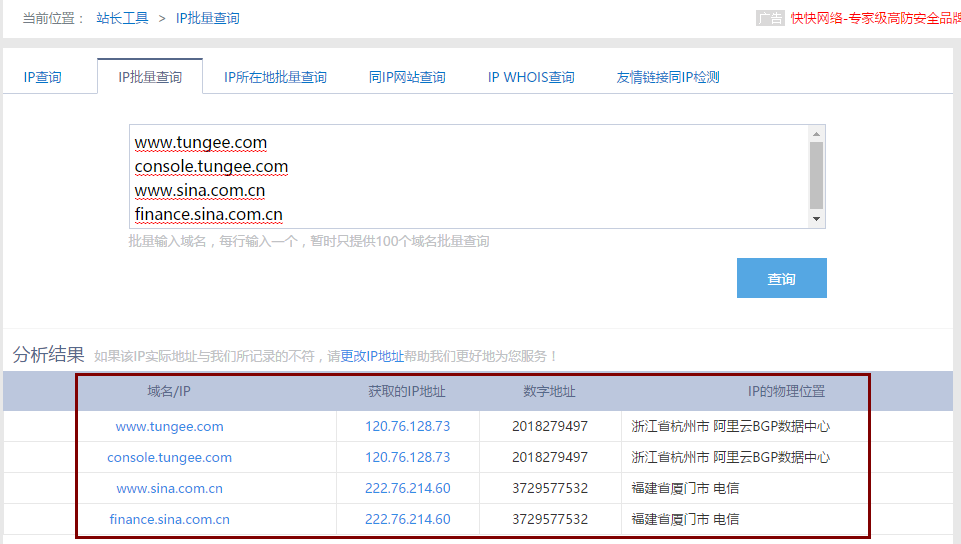 当前位置： 站长工具 > IP批量查询 广告 快快网络-专家级高防安全品牌
IP查询 IP批量查询 IP所在地批量查询 同IP网站查询 IP WHOIS查询 友情链接同IP检测
www.tungee.com
console.tungee.com
www.sina.com.cn
finance.sina.com.cn
批量输入域名，每行输入一个，暂时只提供100个域名批量查询
查询
分析结果 如果该IP实际地址与我们所记录的不符，请更改IP地址帮助我们更好地为您服务！
域名/IP 获取的IP地址 数字地址 IP的物理位置
www.tungee.com 120.76.128.73 2018279497 浙江省杭州市 阿里云BGP数据中心
console.tungee.com 120.76.128.73 2018279497 浙江省杭州市 阿里云BGP数据中心
www.sina.com.cn 222.76.214.60 3729577532 福建省厦门市 电信
finance.sina.com.cn 222.76.214.60 3729577532 福建省厦门市 电信